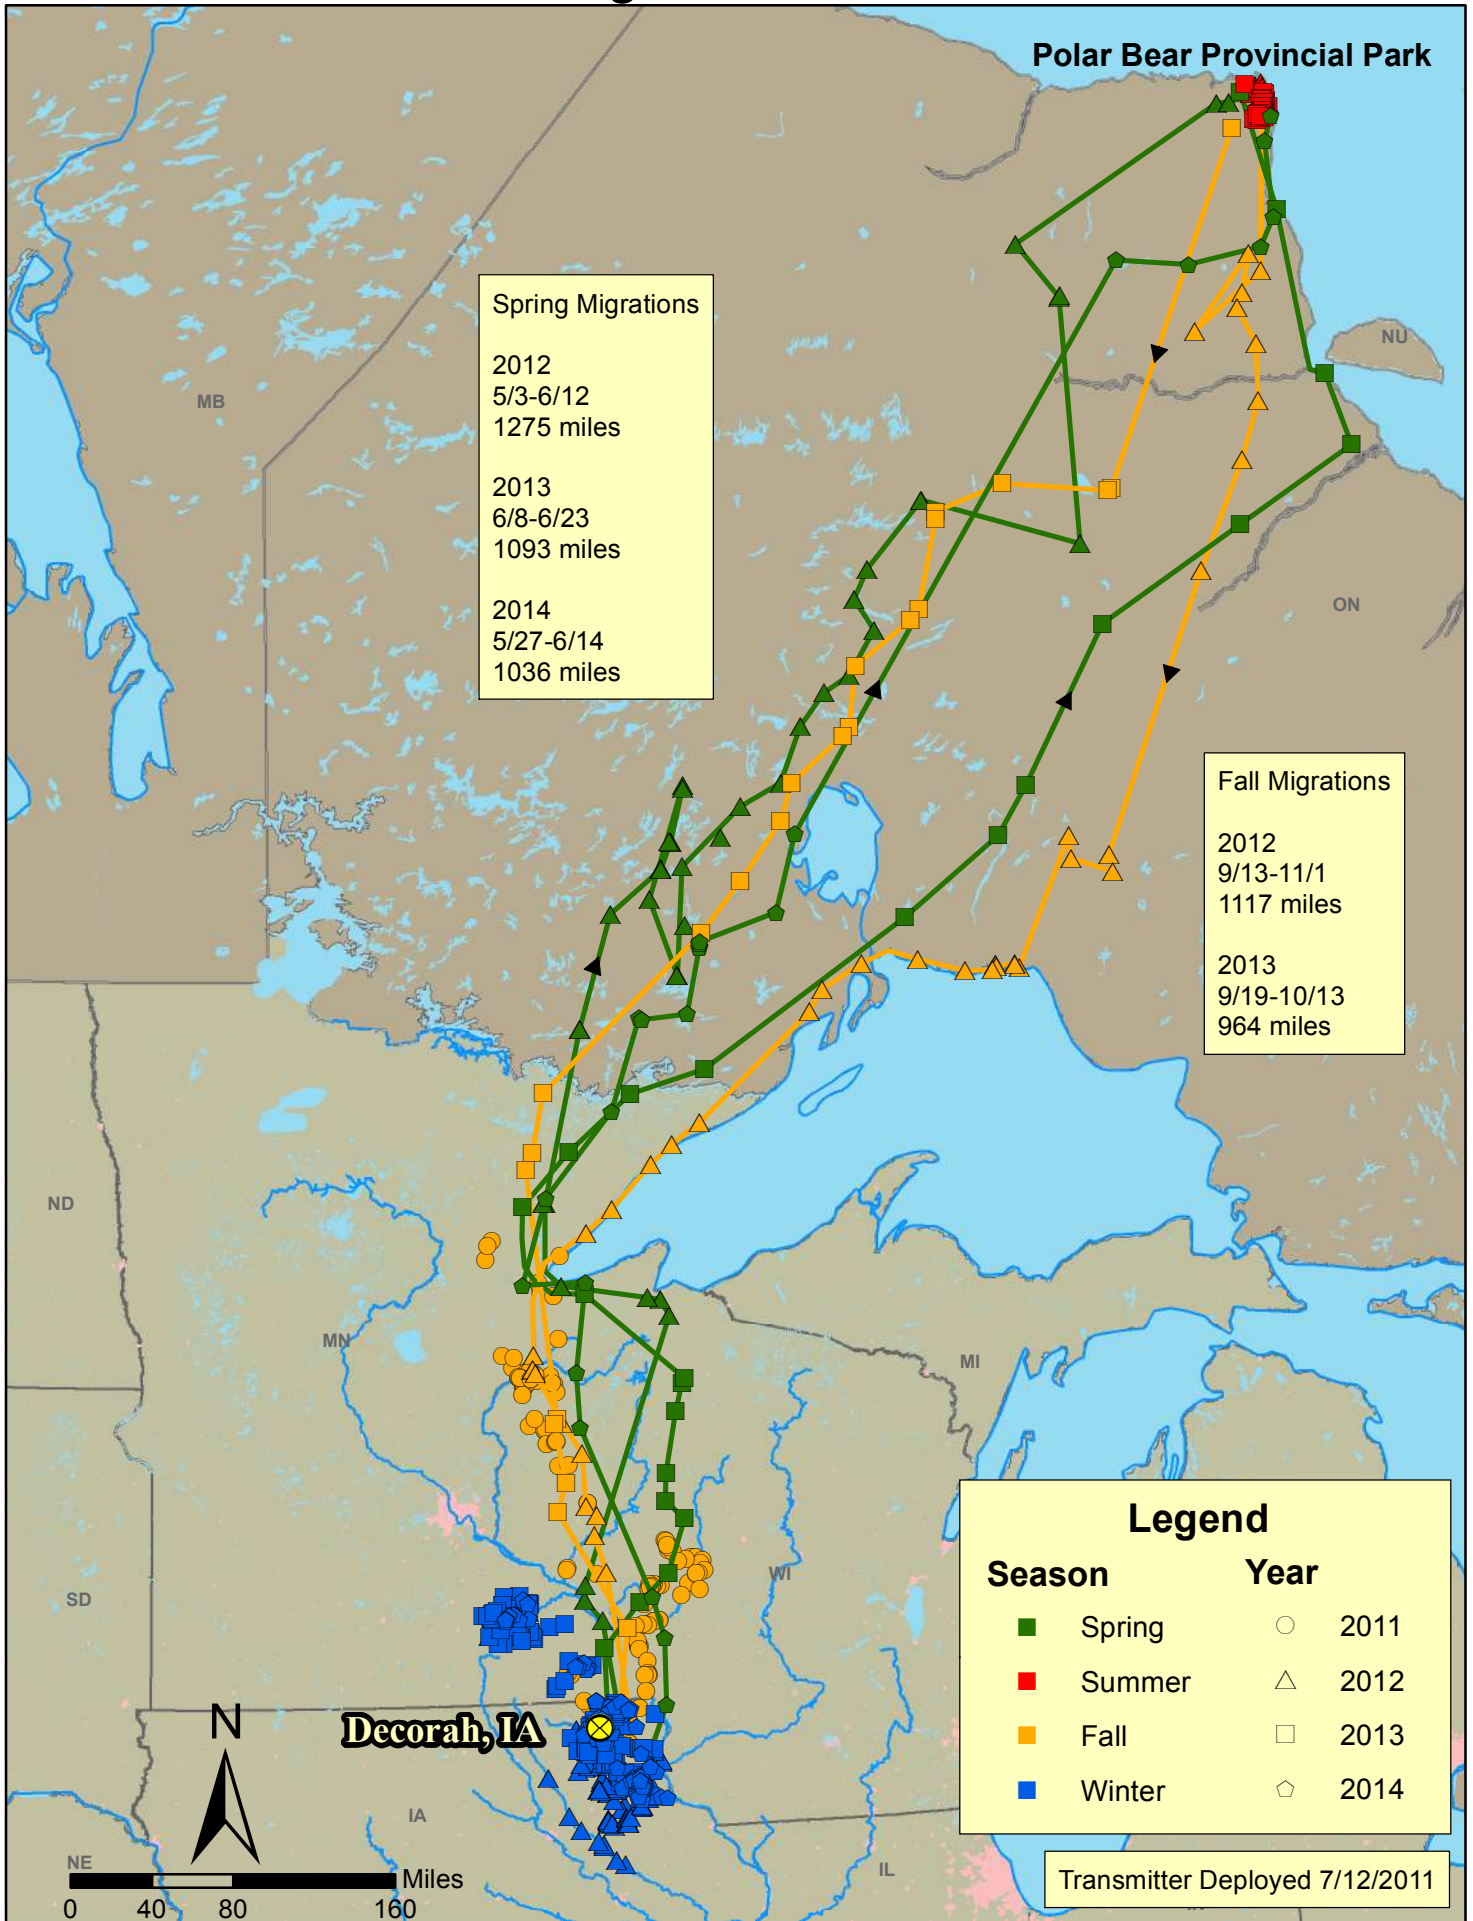 Polar Bear Provincial Park
Spring Migrations
2012
5/3-6/12
1275 miles
2013
6/8-6/23
1093 miles
2014
5/27-6/14
1036 miles
NU
MB
ON
Fall Migrations
2012
9/13-11/1
1117 miles
2013
9/19-10/13
964 miles
ND
MN
MI
SD
WI
Legend
Season Year
Spring 2011
Summer 2012
Fall 2013
Winter 2014
N
Decorah, IA
IA
NE
IL
Miles
0 40 80 160
Transmitter Deployed 7/12/2011